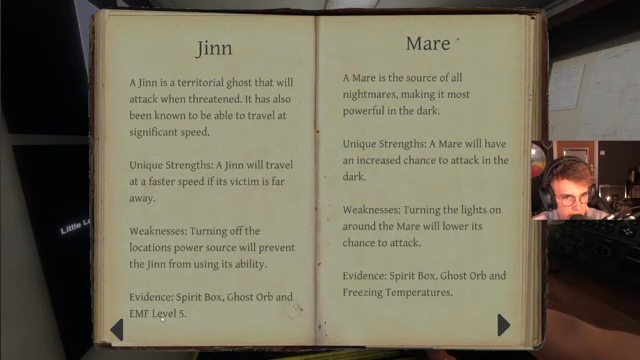 Jinn
A Jinn is a territorial ghost that will
attack when threatened. It has also
been known to be able to travel at
significant speed.
Unique Strengths: A Jinn will travel
at a faster speed if its victim is far
away.
Weaknesses: Turning off the
locations power source will prevent
the Jinn from using its ability.
Evidence: Spirit Box, Ghost Orb and
EMF Level 5.
Mare
A Mare is the source of all
nightmares, making it most
powerful in the dark.
Unique Strengths: A Mare will have
an increased chance to attack in the
dark.
Weaknesses: Turning the lights on
around the Mare will lower its
chance to attack.
Evidence: Spirit Box, Ghost Orb and
Freezing Temperatures.
Little